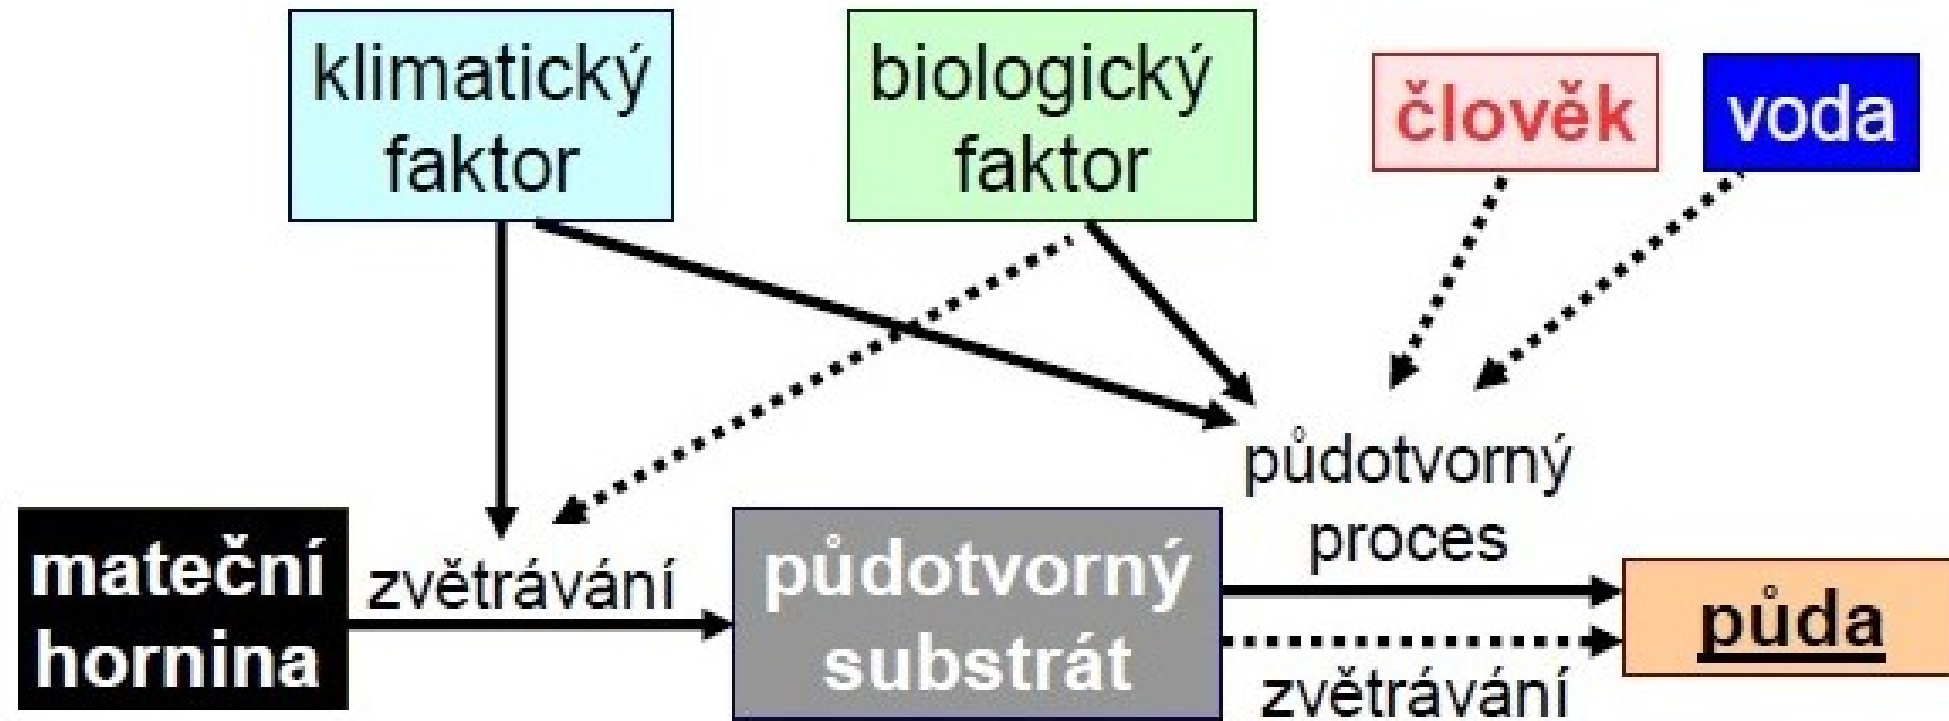 klimatický
faktor
biologický
faktor
člověk
voda
půdotvorný
proces
mateční
hornina
zvětrávání
půdotvorný
substrát
půda
zvětrávání